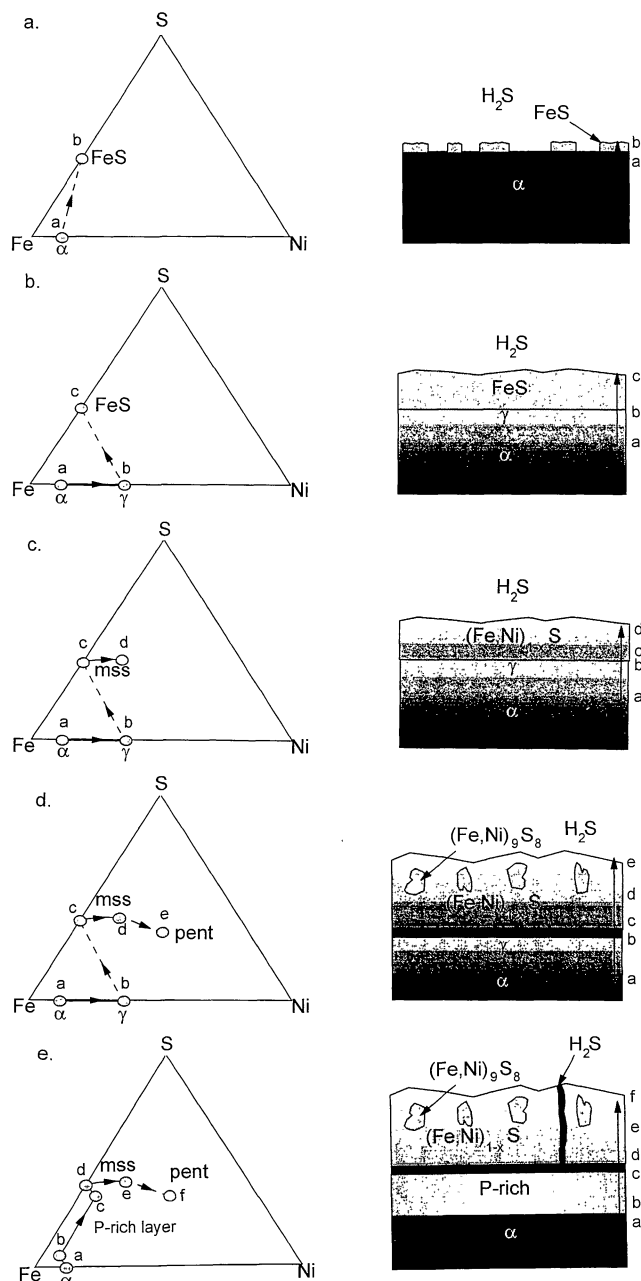 a.
S
H2S
FeS
b
FeS
b
a
α
a
α
Fe
Ni
b.
S
H2S
c
FeS
c
FeS
b
γ
a
α
a
b
Fe
α
γ
Ni
c.
S
H2S
c
d
mss
d
(Fe,Ni) S
c
b
γ
a
α
a
b
Fe
α
γ
Ni
d.
S
(Fe,Ni)9S8
H2S
c
mss
d
e
pent
e
d
(Fe,Ni) S
c
b
γ
a
α
a
b
Fe
α
γ
Ni
e.
S
H2S
(Fe,Ni)9S8
d
mss
e
pent
f
c
P-rich layer
b
a
Fe
α
Ni
f
e
(Fe,Ni)1-xS
d
c
P-rich
b
a
α